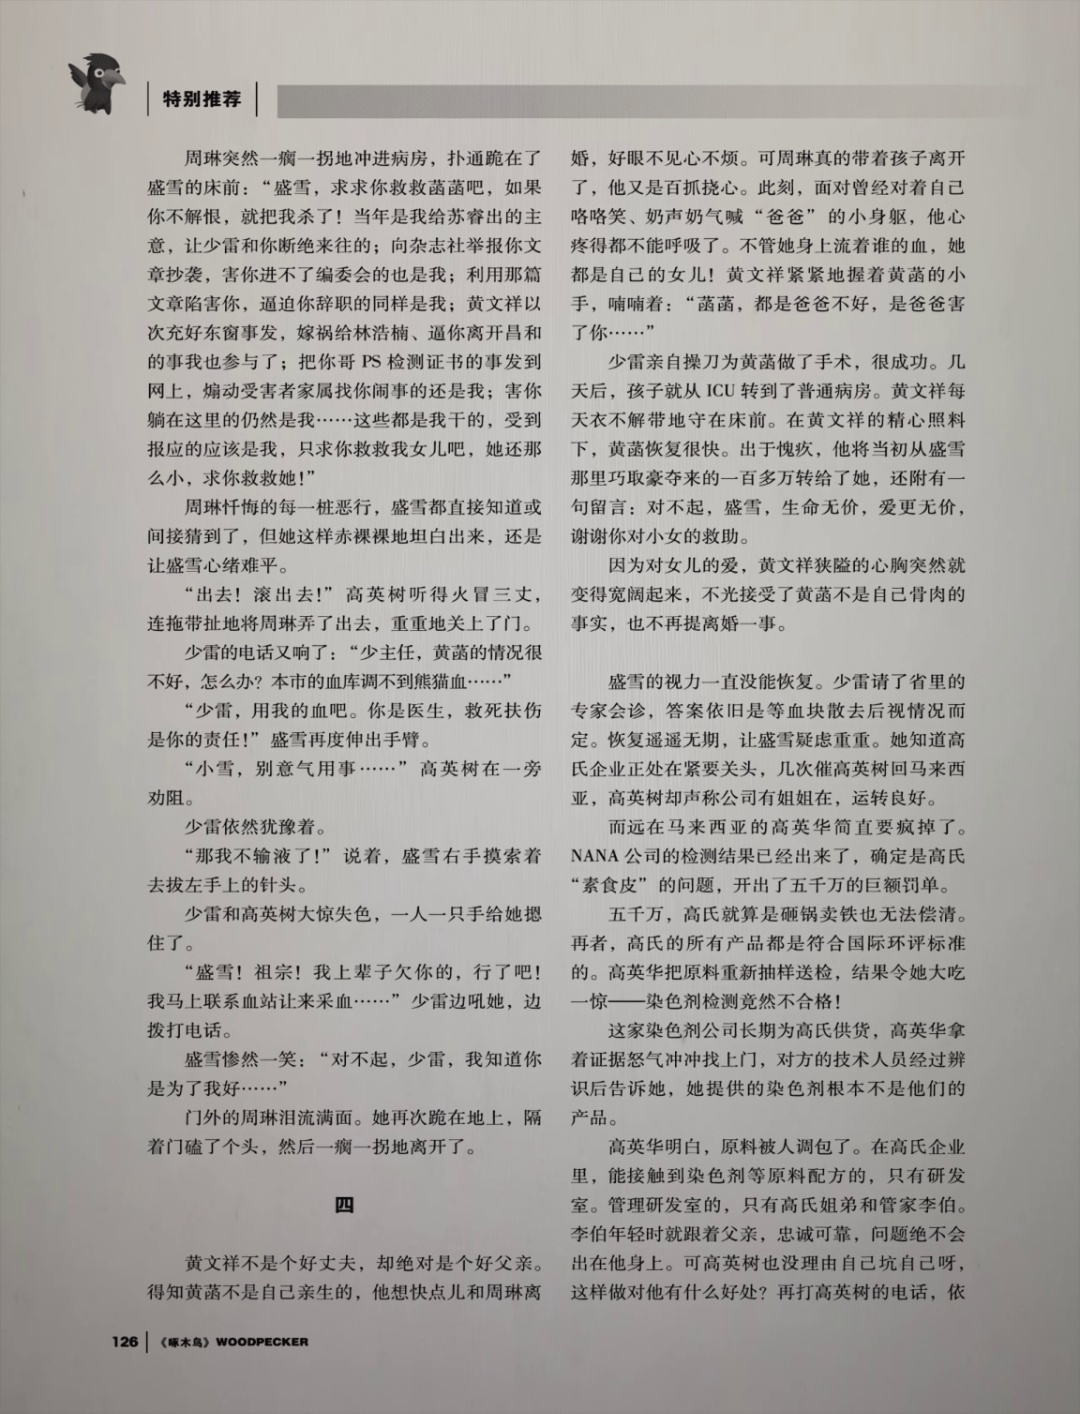 特别推荐
周琳突然一瘸一拐地冲进病房，扑通跪在了
盛雪的床前：“盛雪，求求你救救菡菡吧，如果
你不解恨，就把我杀了！当年是我给苏睿出的主
意，让少雷和你断绝来往的；向杂志社举报你文
章抄袭，害你进不了编委会的也是我；利用那篇
文章陷害你，逼迫你辞职的同样是我；黄文祥以
次充好东窗事发，嫁祸给林浩楠、逼你离开昌和
的事我也参与了；把你哥 PS 检测证书的事发到
网上，煽动受害者家属找你闹事的还是我；害你
躺在这里的仍然是我……这些都是我干的，受到
报应的应该是我，只求你救救我女儿吧，她还那
么小，求你救救她！”
周琳忏悔的每一桩恶行，盛雪都直接知道或
间接猜到了，但她这样赤裸裸地坦白出来，还是
让盛雪心绪难平。
“出去！滚出去！”高英树听得火冒三丈，
连拖带扯地将周琳弄了出去，重重地关上了门。
少雷的电话又响了：“少主任，黄菡的情况很
不好，怎么办？本市的血库调不到熊猫血……”
“少雷，用我的血吧。你是医生，救死扶伤
是你的责任！”盛雪再度伸出手臂。
“小雪，别意气用事……”高英树在一旁
劝阻。
少雷依然犹豫着。
“那我不输液了！”说着，盛雪右手摸索着
去拔左手上的针头。
少雷和高英树大惊失色，一人一只手给她摁
住了。
“盛雪！祖宗！我上辈子欠你的，行了吧！
我马上联系血站让来采血……”少雷边吼她，边
拨打电话。
盛雪惨然一笑：“对不起，少雷，我知道你
是为了我好……”
门外的周琳泪流满面。她再次跪在地上，隔
着门磕了个头，然后一瘸一拐地离开了。
四
黄文祥不是个好丈夫，却绝对是个好父亲。
得知黄菡不是自己亲生的，他想快点儿和周琳离
婚，好眼不见心不烦。可周琳真的带着孩子离开
了，他又是百抓挠心。此刻，面对曾经对着自己
咯咯笑、奶声奶气喊“爸爸”的小身躯，他心
疼得都不能呼吸了。不管她身上流着谁的血，她
都是自己的女儿！黄文祥紧紧地握着黄菡的小
手，喃喃着：“菡菡，都是爸爸不好，是爸爸害
了你……”
少雷亲自操刀为黄菡做了手术，很成功。几
天后，孩子就从 ICU 转到了普通病房。黄文祥每
天衣不解带地守在床前。在黄文祥的精心照料
下，黄菡恢复很快。出于愧疚，他将当初从盛雪
那里巧取豪夺来的一百多万转给了她，还附有一
句留言：对不起，盛雪，生命无价，爱更无价，
谢谢你对小女的救助。
因为对女儿的爱，黄文祥狭隘的心胸突然就
变得宽阔起来，不光接受了黄菡不是自己骨肉的
事实，也不再提离婚一事。
盛雪的视力一直没能恢复。少雷请了省里的
专家会诊，答案依旧是等血块散去后视情况而
定。恢复遥遥无期，让盛雪疑虑重重。她知道高
氏企业正处在紧要关头，几次催高英树回马来西
亚，高英树却声称公司有姐姐在，运转良好。
而远在马来西亚的高英华简直要疯掉了。
NANA 公司的检测结果已经出来了，确定是高氏
“素食皮”的问题，开出了五千万的巨额罚单。
五千万，高氏就算是砸锅卖铁也无法偿清。
再者，高氏的所有产品都是符合国际环评标准
的。高英华把原料重新抽样送检，结果令她大吃
一惊——染色剂检测竟然不合格！
这家染色剂公司长期为高氏供货，高英华拿
着证据怒气冲冲找上门，对方的技术人员经过辨
识后告诉她，她提供的染色剂根本不是他们的
产品。
高英华明白，原料被人调包了。在高氏企业
里，能接触到染色剂等原料配方的，只有研发
室。管理研发室的，只有高氏姐弟和管家李伯。
李伯年轻时就跟着父亲，忠诚可靠，问题绝不会
出在他身上。可高英树也没理由自己坑自己呀，
这样做对他有什么好处？再打高英树的电话，依
126 《啄木鸟》WOODPECKER